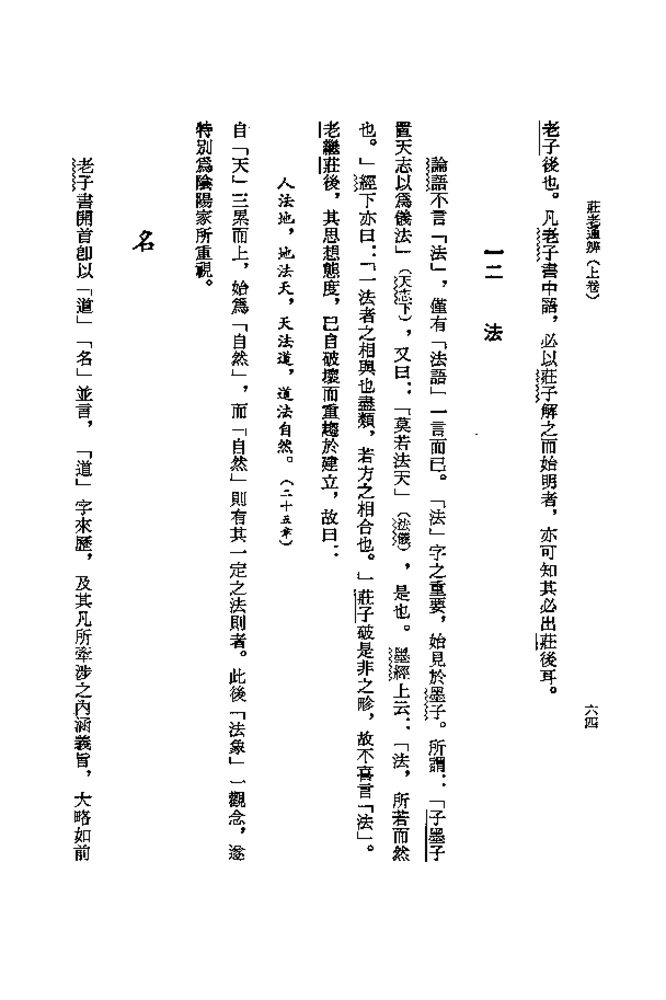 莊老通辨（上卷）
六四
老子後也。凡老子書中語，必以莊子解之而始明者，亦可知其必出莊後耳。
一二　法
論語不言「法」，僅有「法語」一言而已。「法」字之重要，始見於墨子。所謂：「子墨子
置天志以爲儀法」（天志下），又曰：「莫若法天」（法儀），是也。墨經上云：「法，所若而然
也。」經下亦曰：「一法者之相與也盡類，若方之相合也。」莊子破是非之畛，故不喜言「法」。
老繼莊後，其思想態度，已自破壞而重趨於建立，故曰：
人法地，地法天，天法道，道法自然。（二十五章）
自「天」三累而上，始爲「自然」，而「自然」則有其一定之法則者。此後「法象」一觀念，遂
特別爲陰陽家所重視。
名
老子書開首卽以「道」「名」並言，「道」字來歷，及其凡所牽涉之內涵義旨，大略如前